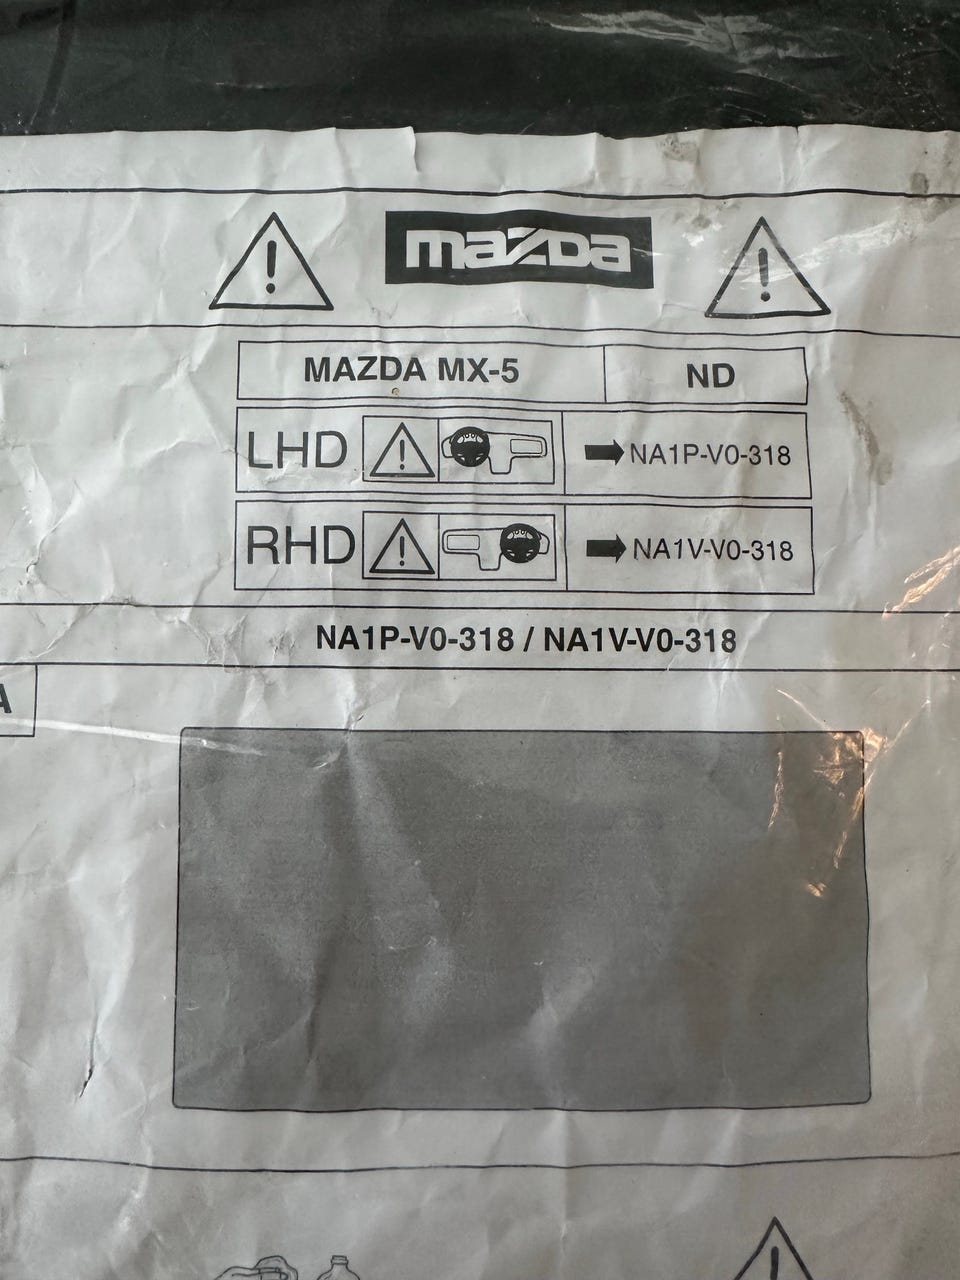 mazda
MAZDA MX-5 ND
LHD NA1P-V0-318
RHD NA1V-V0-318
NA1P-V0-318 / NA1V-V0-318
A